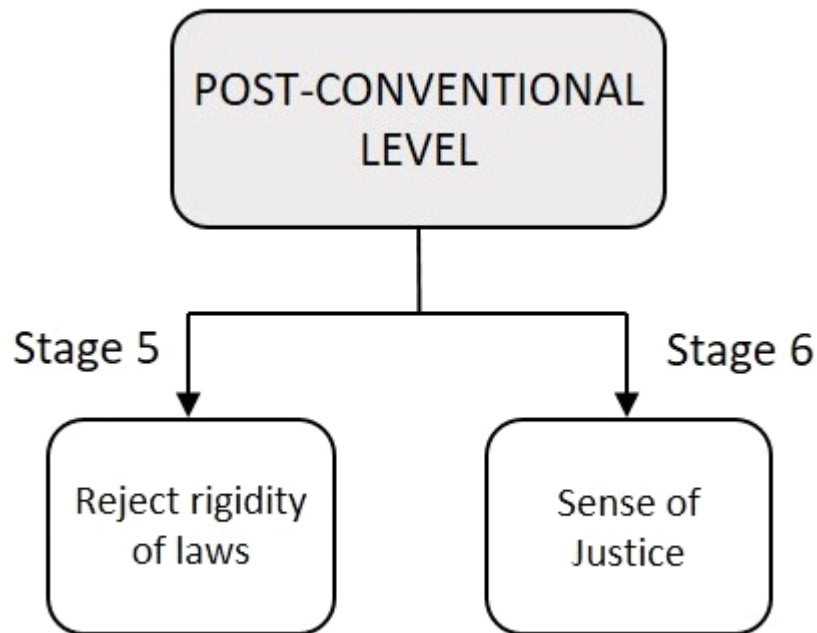 POST-CONVENTIONAL
LEVEL
Stage 5
Stage 6
Reject rigidity
of laws
Sense of
Justice